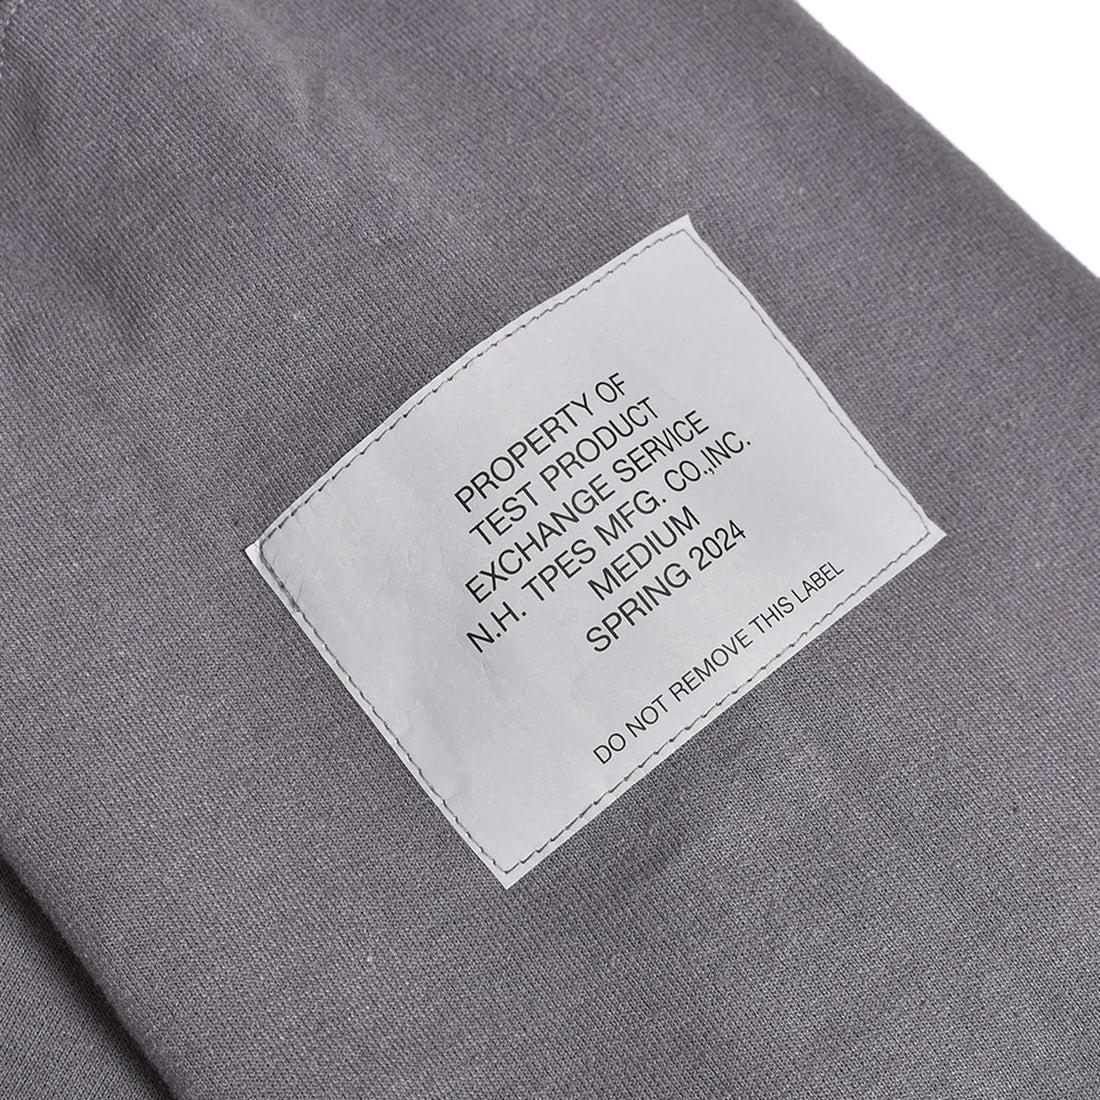 PROPERTY OF
TEST PRODUCT
EXCHANGE SERVICE
N.H. TPES MFG. CO.,INC.
MEDIUM
SPRING 2024
DO NOT REMOVE THIS LABEL